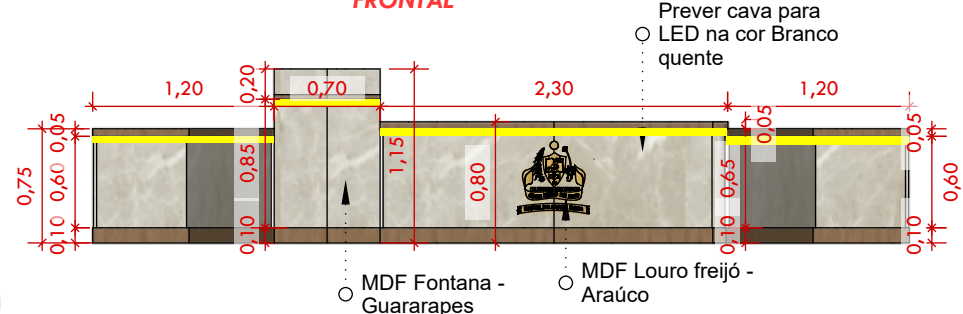 FRONTAL
Prever cava para
LED na cor Branco
quente
1,20
0,20
0,70
2,30
1,20
0,05
0,75
0,60
0,10
0,85
0,10
1,15
0,80
0,65
0,10
0,05
0,05
0,60
0,10
MDF Fontana -
Guararapes
MDF Louro freijó -
Araúco